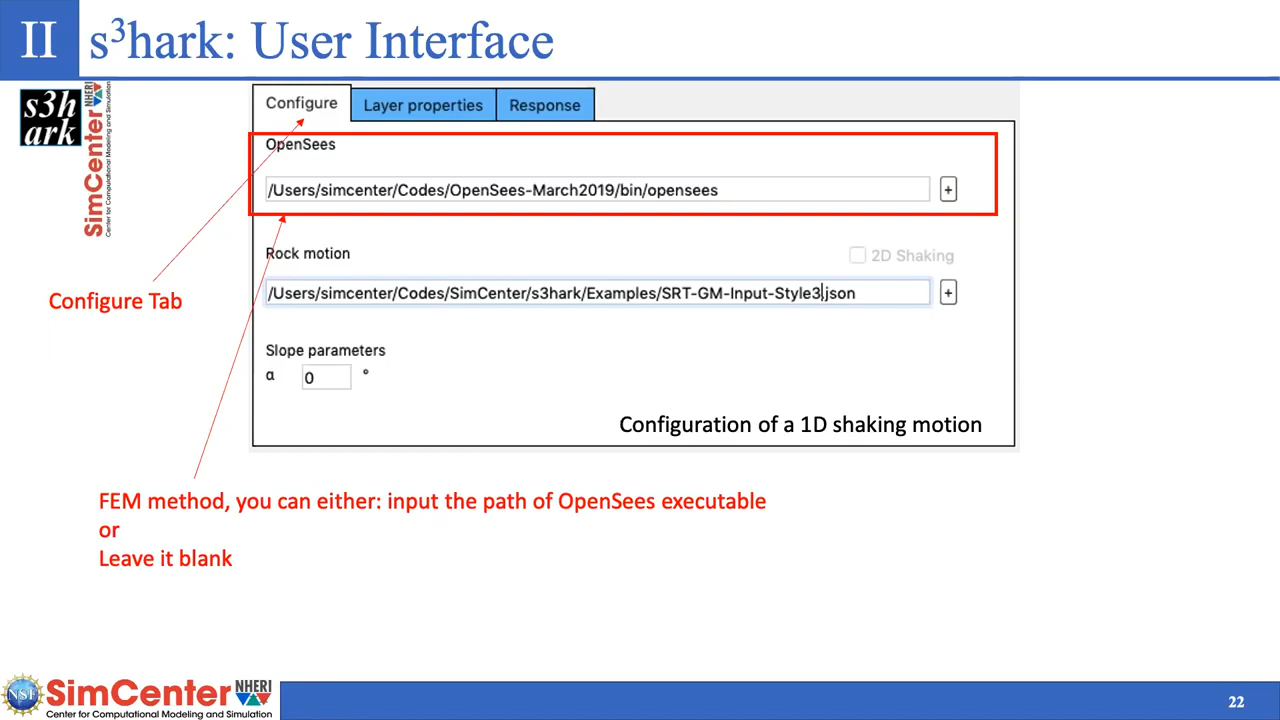 II
s³hark: User Interface
s3h
ark
SimCenter
NHERI
Center for Computational Modeling and Simulation
Configure
Layer properties
Response
OpenSees
/Users/simcenter/Codes/OpenSees-March2019/bin/opensees
+
Rock motion
2D Shaking
/Users/simcenter/Codes/SimCenter/s3hark/Examples/SRT-GM-Input-Style3.json
+
Configure Tab
Slope parameters
α 0 °
Configuration of a 1D shaking motion
FEM method, you can either: input the path of OpenSees executable
or
Leave it blank
NSF
SimCenter
NHERI
Center for Computational Modeling and Simulation
22